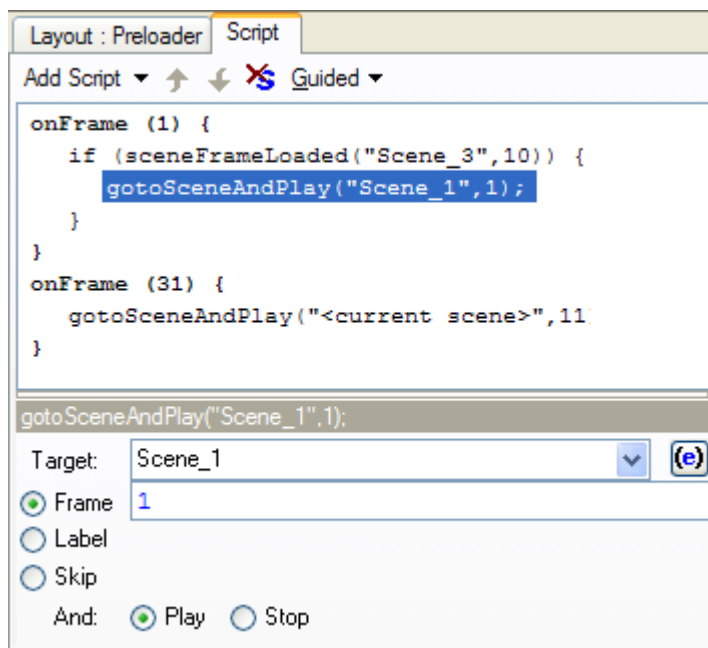 Layout : Preloader Script
Add Script Guided
onFrame (1) {
if (sceneFrameLoaded("Scene_3",10)) {
gotoSceneAndPlay("Scene_1",1);
}
}
onFrame (31) {
gotoSceneAndPlay("<current scene>",11
}
gotoSceneAndPlay("Scene_1",1);
Target: Scene_1 (e)
Frame 1
Label
Skip
And: Play Stop